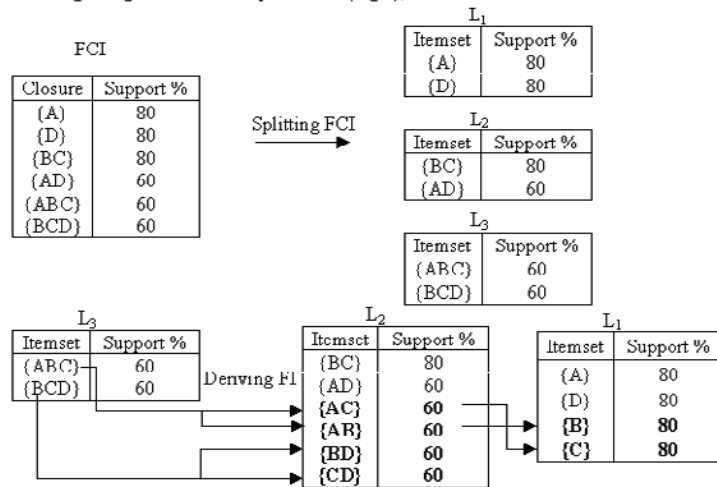 FCI
Closure Support %
{A} 80
{D} 80
{BC} 80
{AD} 60
{ABC} 60
{BCD} 60
Splitting FCI
L1
Itemset Support %
{A} 80
{D} 80
L2
Itemset Support %
{BC} 80
{AD} 60
L3
Itemset Support %
{ABC} 60
{BCD} 60
L3
Itemset Support %
{ABC} 60
{BCD} 60
Deriving FI
L2
Itemset Support %
{BC} 80
{AD} 60
{AC} 60
{AB} 60
{BD} 60
{CD} 60
L1
Itemset Support %
{A} 80
{D} 80
{B} 80
{C} 80